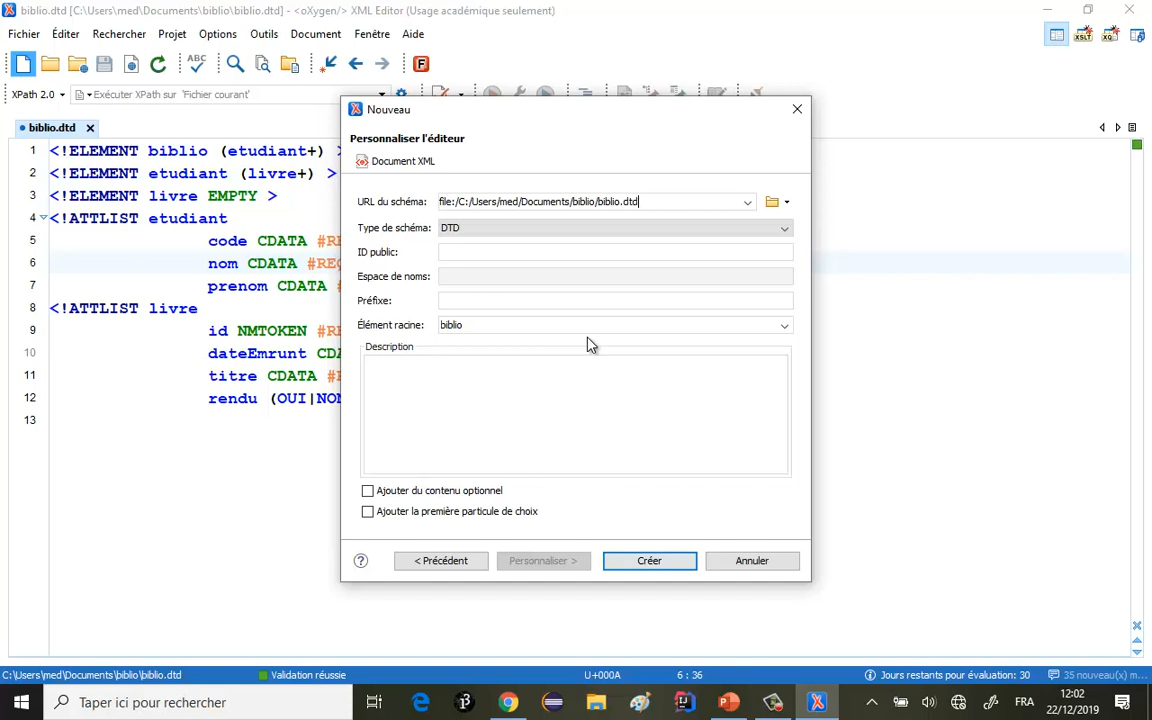 biblio.dtd [C:\Users\med\Documents\biblio\biblio.dtd] - <oXygen/> XML Editor (Usage académique seulement)
Fichier Éditer Rechercher Projet Options Outils Document Fenêtre Aide
XPath 2.0 Exécuter XPath sur 'Fichier courant'
biblio.dtd
1 <!ELEMENT biblio (etudiant+) >
2 <!ELEMENT etudiant (livre+) >
3 <!ELEMENT livre EMPTY >
4 <!ATTLIST etudiant
5 code CDATA #RE
6 nom CDATA #REQ
7 prenom CDATA #
8 <!ATTLIST livre
9 id NMTOKEN #R
10 dateEmrunt CD
11 titre CDATA #
12 rendu (OUI|NON
13
Nouveau
Personnaliser l'éditeur
Document XML
URL du schéma: file:/C:/Users/med/Documents/biblio/biblio.dtd
Type de schéma: DTD
ID public:
Espace de noms:
Préfixe:
Élément racine: biblio
Description
Ajouter du contenu optionnel
Ajouter la première particule de choix
< Précédent Personnaliser > Créer Annuler
C:\Users\med\Documents\biblio\biblio.dtd Validation réussie U+000A 6 : 36 Jours restants pour évaluation: 30 35 nouveau(x) m...
Taper ici pour rechercher
FRA
12:02
22/12/2019